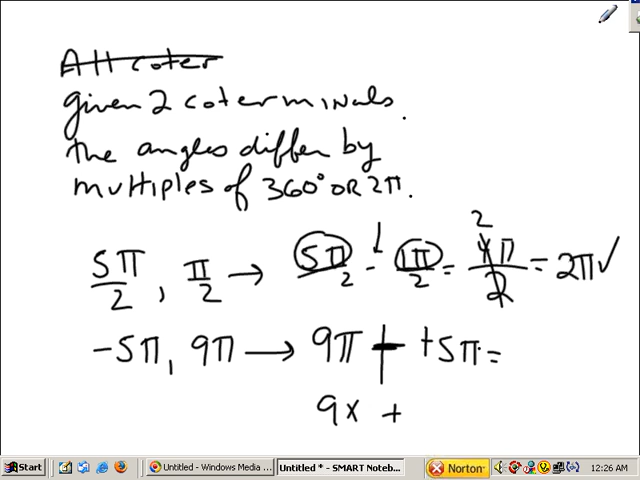 All coter
given 2 coterminals.
the angles differ by
multiples of 360° OR 2π.
5π/2, π/2 → 5π/2 - 1π/2 = 2 4π/2 = 2π✓
-5π, 9π → 9π + +5π =
9x +
Start Untitled - Windows Media ... Untitled * - SMART Noteb... Norton 12:26 AM